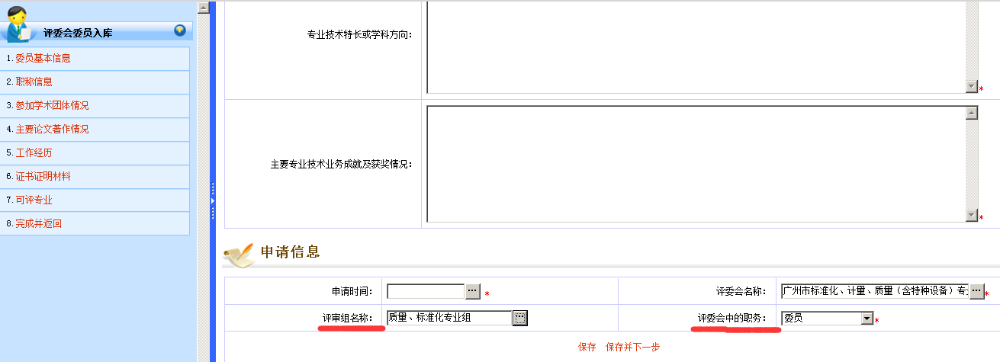 评委会委员入库
1. 委员基本信息
2. 职称信息
3. 参加学术团体情况
4. 主要论文著作情况
5. 工作经历
6. 证书证明材料
7. 可评专业
8. 完成并返回
专业技术特长或学科方向：
*
主要专业技术业务成就及获奖情况：
*
申请信息
申请时间： ... * 评委会名称： 广州市标准化、计量、质量（含特种设备）专 ... *
评审组名称： 质量、标准化专业组 ... 评委会中的职务： 委员 *
保存 保存并下一步